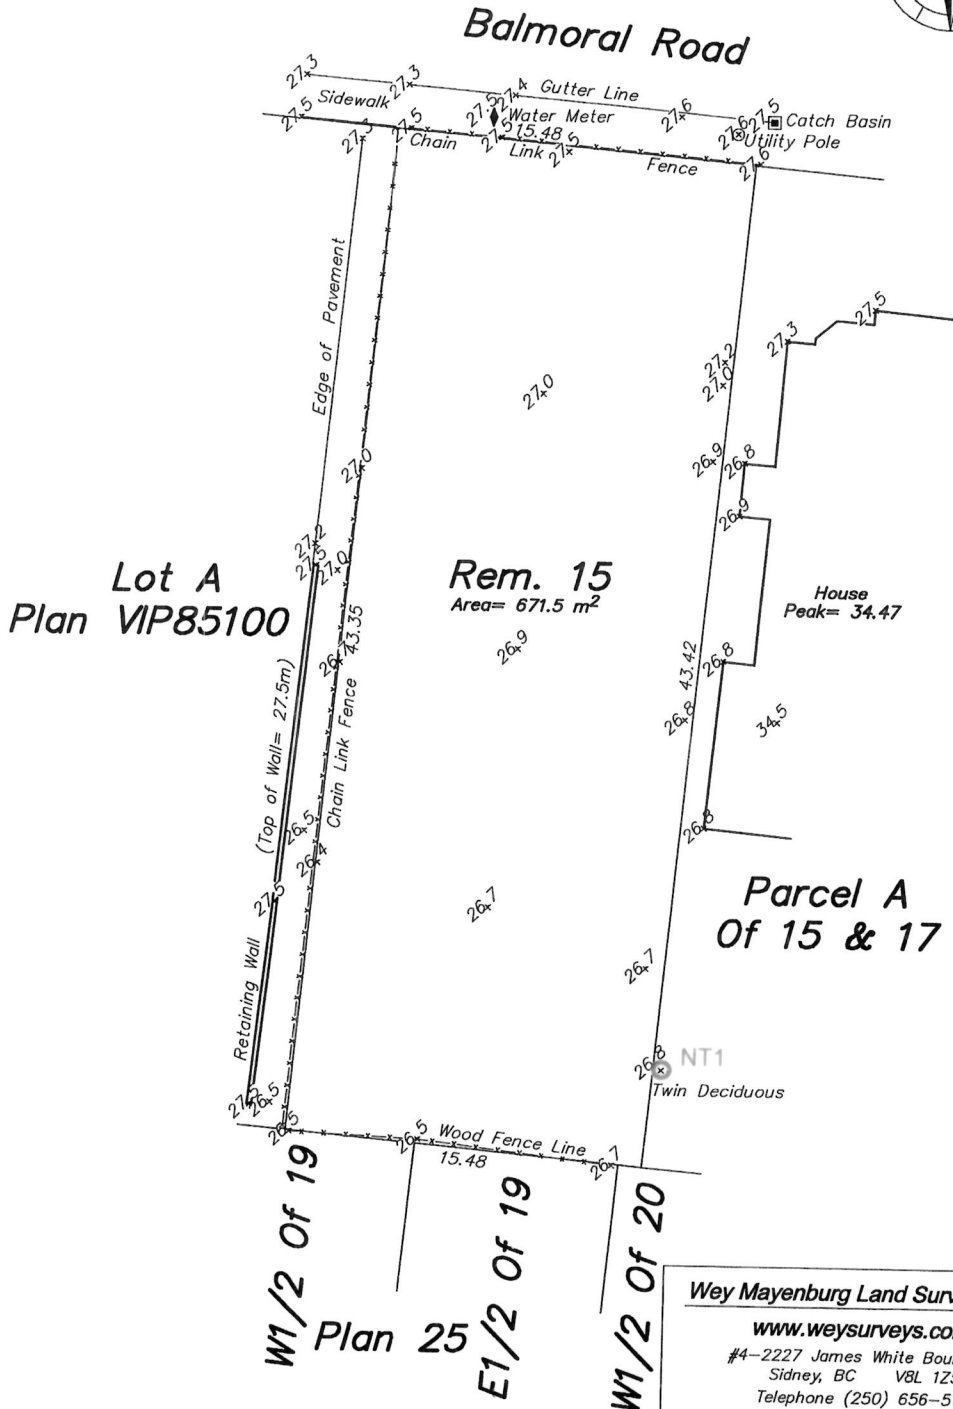 Balmoral Road
27.3
27.3
27.4
Gutter Line
27.6
27.5
Catch Basin
Sidewalk
27.5
27.5
Water Meter
27.6
Utility Pole
27.3
27.5
Chain
27.5
15.48
Link
27.5
Fence
27.6
Edge of Pavement
27.5
27.3
27.2
27.0
27.0
26.9
26.8
27.0
26.9
27.2
27.5
27.0
Lot A
Plan VIP85100
Rem. 15
Area= 671.5 m²
House
Peak= 34.47
43.35
26.9
43.42
26.8
(Top of Wall= 27.5m)
Chain Link Fence
26.8
34.5
26.5
26.4
26.8
27.5
26.7
Parcel A
Of 15 & 17
Retaining Wall
26.7
26.8
NT1
Twin Deciduous
27.5
26.5
26.5
26.5
Wood Fence Line
15.48
26.7
W1/2 Of 19
E1/2 Of 19
W1/2 Of 20
Plan 25
Wey Mayenburg Land Surv
www.weysurveys.co
#4-2227 James White Bou
Sidney, BC V8L 1Z
Telephone (250) 656-5